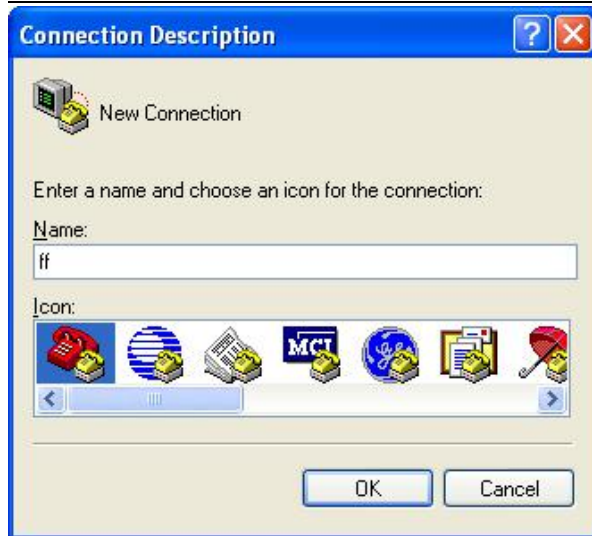 Connection Description
New Connection
Enter a name and choose an icon for the connection:
Name:
ff
Icon:
MCI
OK Cancel